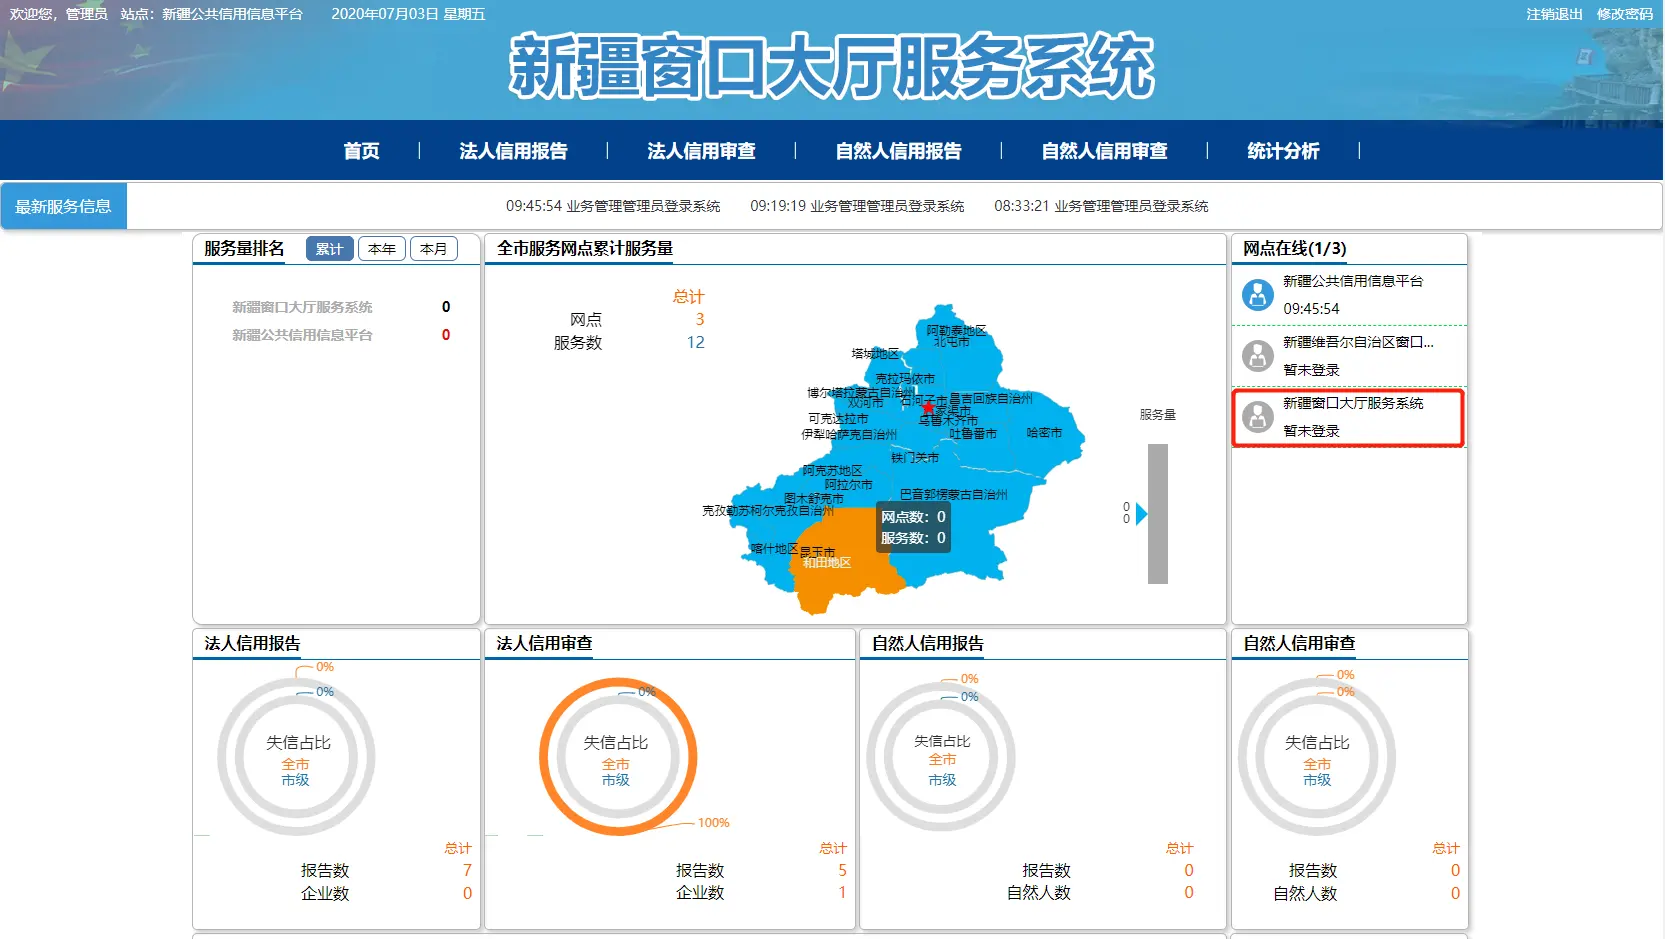 欢迎您，管理员 站点：新疆公共信用信息平台 2020年07月03日 星期五
注销退出 修改密码
新疆窗口大厅服务系统
首页 | 法人信用报告 | 法人信用审查 | 自然人信用报告 | 自然人信用审查 | 统计分析 |
最新服务信息
09:45:54 业务管理管理员登录系统 09:19:19 业务管理管理员登录系统 08:33:21 业务管理管理员登录系统
服务量排名 累计 本年 本月
新疆窗口大厅服务系统 0
新疆公共信用信息平台 0
全市服务网点累计服务量
总计
网点 3
服务数 12
阿勒泰地区
北屯市
塔城地区
克拉玛依市
博尔塔拉蒙古自治州
双河市
石河子市
昌吉回族自治州
可克达拉市
乌鲁木齐市
伊犁哈萨克自治州
吐鲁番市
哈密市
铁门关市
阿克苏地区
阿拉尔市
图木舒克市
巴音郭楞蒙古自治州
克孜勒苏柯尔克孜自治州
网点数：0
服务数：0
喀什地区
昆玉市
和田地区
服务量
0
0
网点在线(1/3)
新疆公共信用信息平台
09:45:54
新疆维吾尔自治区窗口...
暂未登录
新疆窗口大厅服务系统
暂未登录
法人信用报告
0%
0%
失信占比
全市
市级
总计
报告数 7
企业数 0
法人信用审查
0%
失信占比
全市
市级
100%
总计
报告数 5
企业数 1
自然人信用报告
0%
0%
失信占比
全市
市级
总计
报告数 0
自然人数 0
自然人信用审查
0%
0%
失信占比
全市
市级
总计
报告数 0
自然人数 0